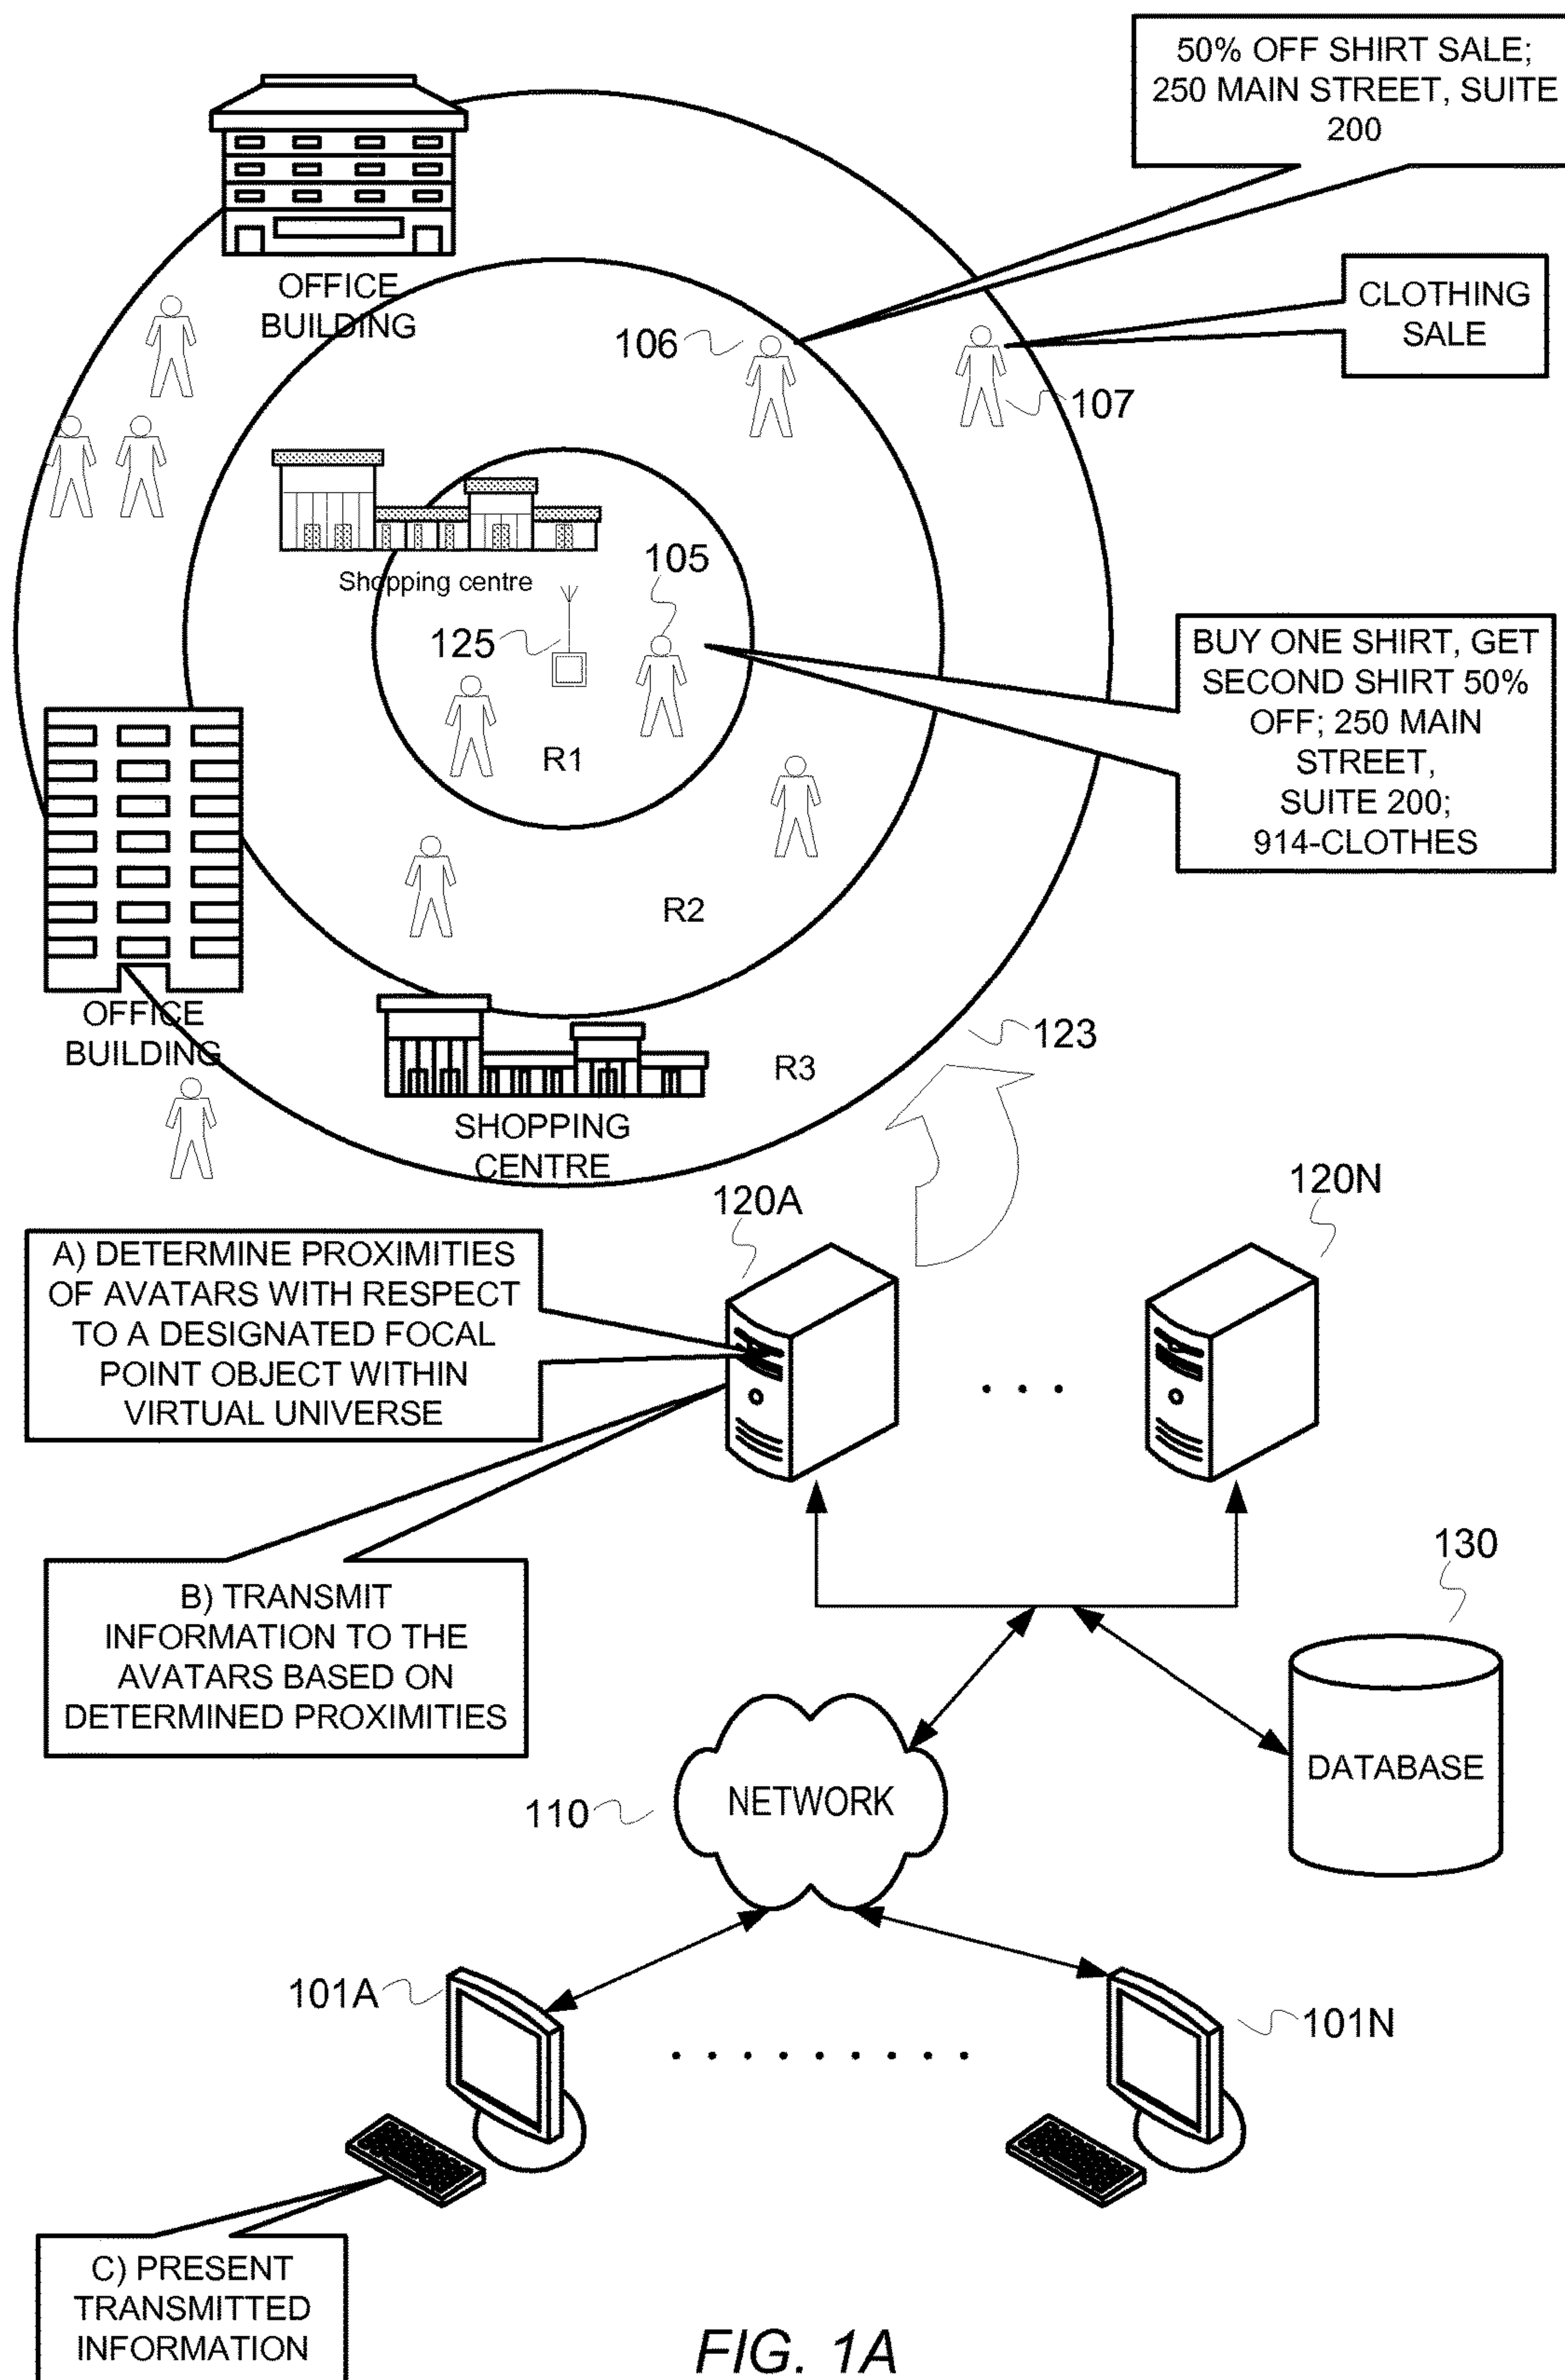 50% OFF SHIRT SALE;
250 MAIN STREET, SUITE
200
OFFICE
BUILDING
CLOTHING
SALE
106
107
Shopping centre
105
125
BUY ONE SHIRT, GET
SECOND SHIRT 50%
OFF; 250 MAIN
STREET,
SUITE 200;
914-CLOTHES
R1
R2
OFFICE
BUILDING
123
R3
SHOPPING
CENTRE
120A
120N
A) DETERMINE PROXIMITIES
OF AVATARS WITH RESPECT
TO A DESIGNATED FOCAL
POINT OBJECT WITHIN
VIRTUAL UNIVERSE
. . .
130
B) TRANSMIT
INFORMATION TO THE
AVATARS BASED ON
DETERMINED PROXIMITIES
DATABASE
NETWORK
110
101A
101N
. . . . . . . . .
C) PRESENT
TRANSMITTED
INFORMATION
FIG. 1A